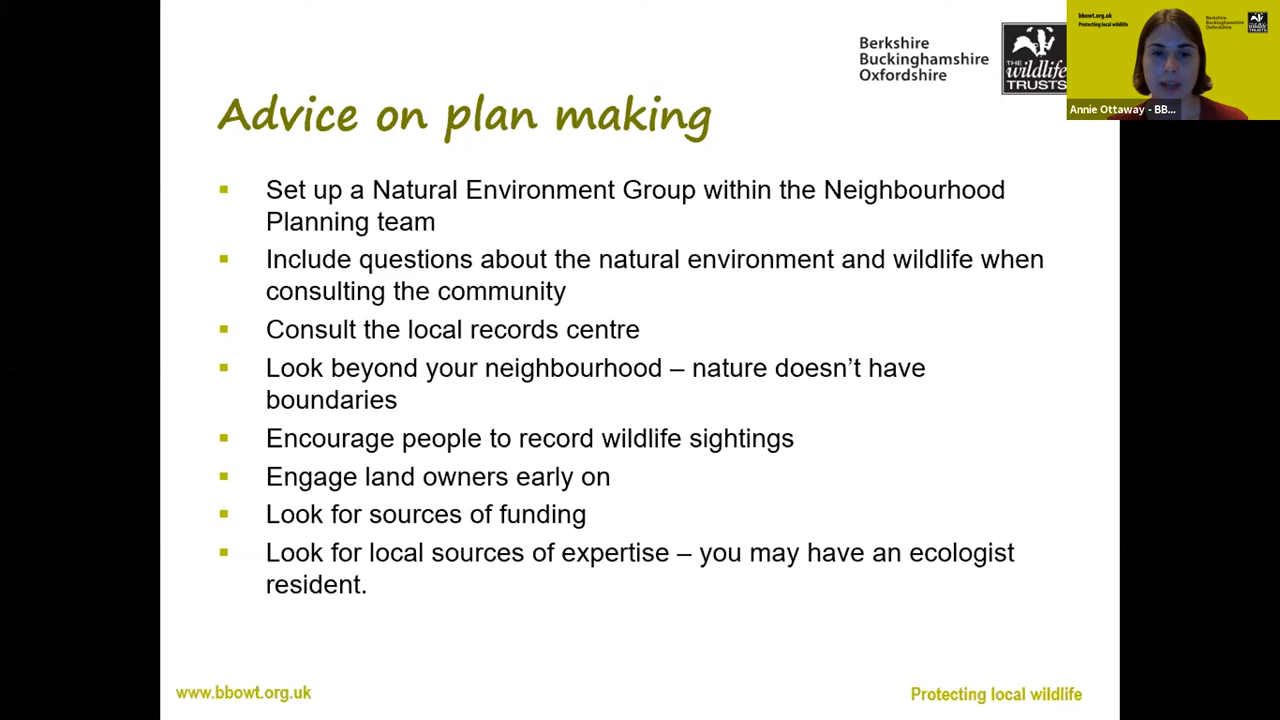 Berkshire
Buckinghamshire
Oxfordshire
THE
wildlife
TRUSTS
bbowt.org.uk
Protecting local wildlife
Berkshire
Buckinghamshire
Oxfordshire
Annie Ottaway - BB...
Advice on plan making
Set up a Natural Environment Group within the Neighbourhood
Planning team
Include questions about the natural environment and wildlife when
consulting the community
Consult the local records centre
Look beyond your neighbourhood – nature doesn’t have
boundaries
Encourage people to record wildlife sightings
Engage land owners early on
Look for sources of funding
Look for local sources of expertise – you may have an ecologist
resident.
www.bbowt.org.uk
Protecting local wildlife